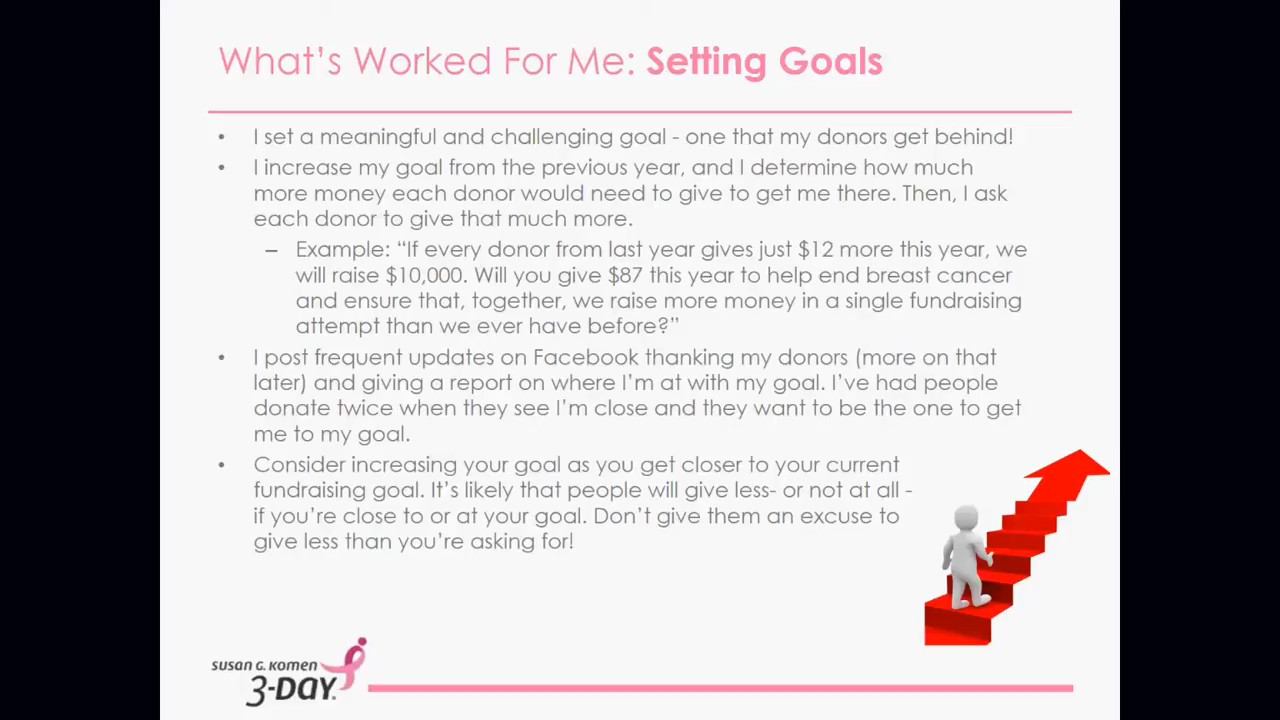 What's Worked For Me: Setting Goals
• I set a meaningful and challenging goal - one that my donors get behind!
• I increase my goal from the previous year, and I determine how much
more money each donor would need to give to get me there. Then, I ask
each donor to give that much more.
– Example: “If every donor from last year gives just $12 more this year, we
will raise $10,000. Will you give $87 this year to help end breast cancer
and ensure that, together, we raise more money in a single fundraising
attempt than we ever have before?”
• I post frequent updates on Facebook thanking my donors (more on that
later) and giving a report on where I’m at with my goal. I’ve had people
donate twice when they see I’m close and they want to be the one to get
me to my goal.
• Consider increasing your goal as you get closer to your current
fundraising goal. It’s likely that people will give less- or not at all -
if you’re close to or at your goal. Don’t give them an excuse to
give less than you’re asking for!
SUSAN G. KOMEN
3-DAY.